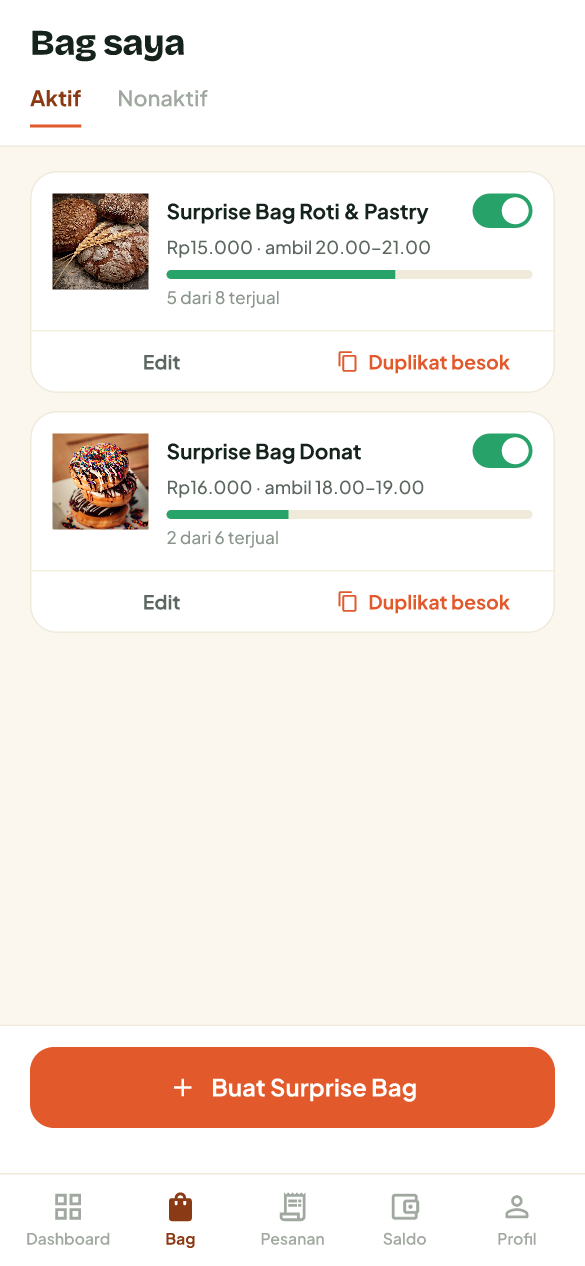 Bag saya
Aktif Nonaktif
Surprise Bag Roti & Pastry
Rp15.000 · ambil 20.00–21.00
5 dari 8 terjual
Edit Duplikat besok
Surprise Bag Donat
Rp16.000 · ambil 18.00–19.00
2 dari 6 terjual
Edit Duplikat besok
+ Buat Surprise Bag
Dashboard Bag Pesanan Saldo Profil